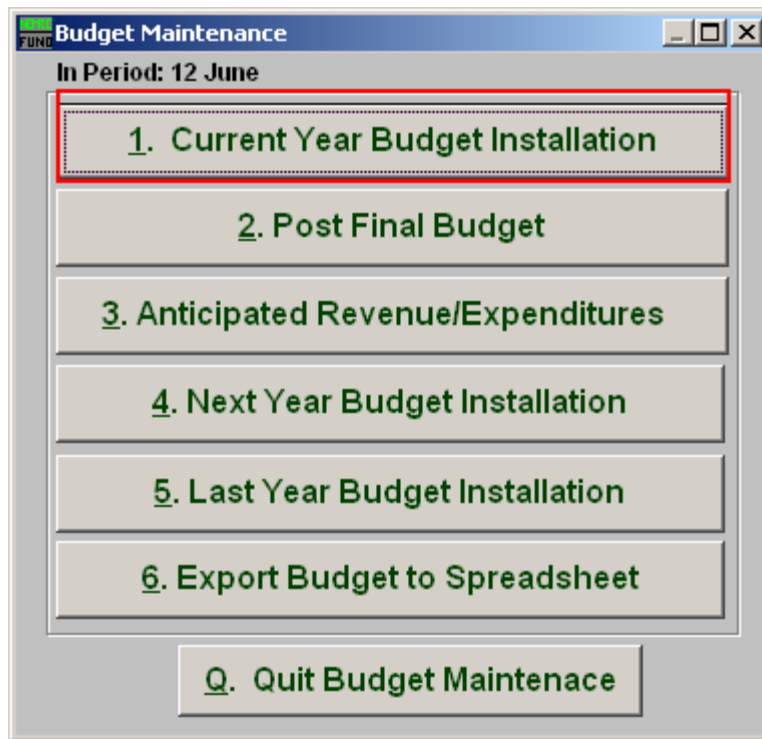 Budget Maintenance
FUND
In Period: 12 June
1. Current Year Budget Installation
2. Post Final Budget
3. Anticipated Revenue/Expenditures
4. Next Year Budget Installation
5. Last Year Budget Installation
6. Export Budget to Spreadsheet
Q. Quit Budget Maintenace